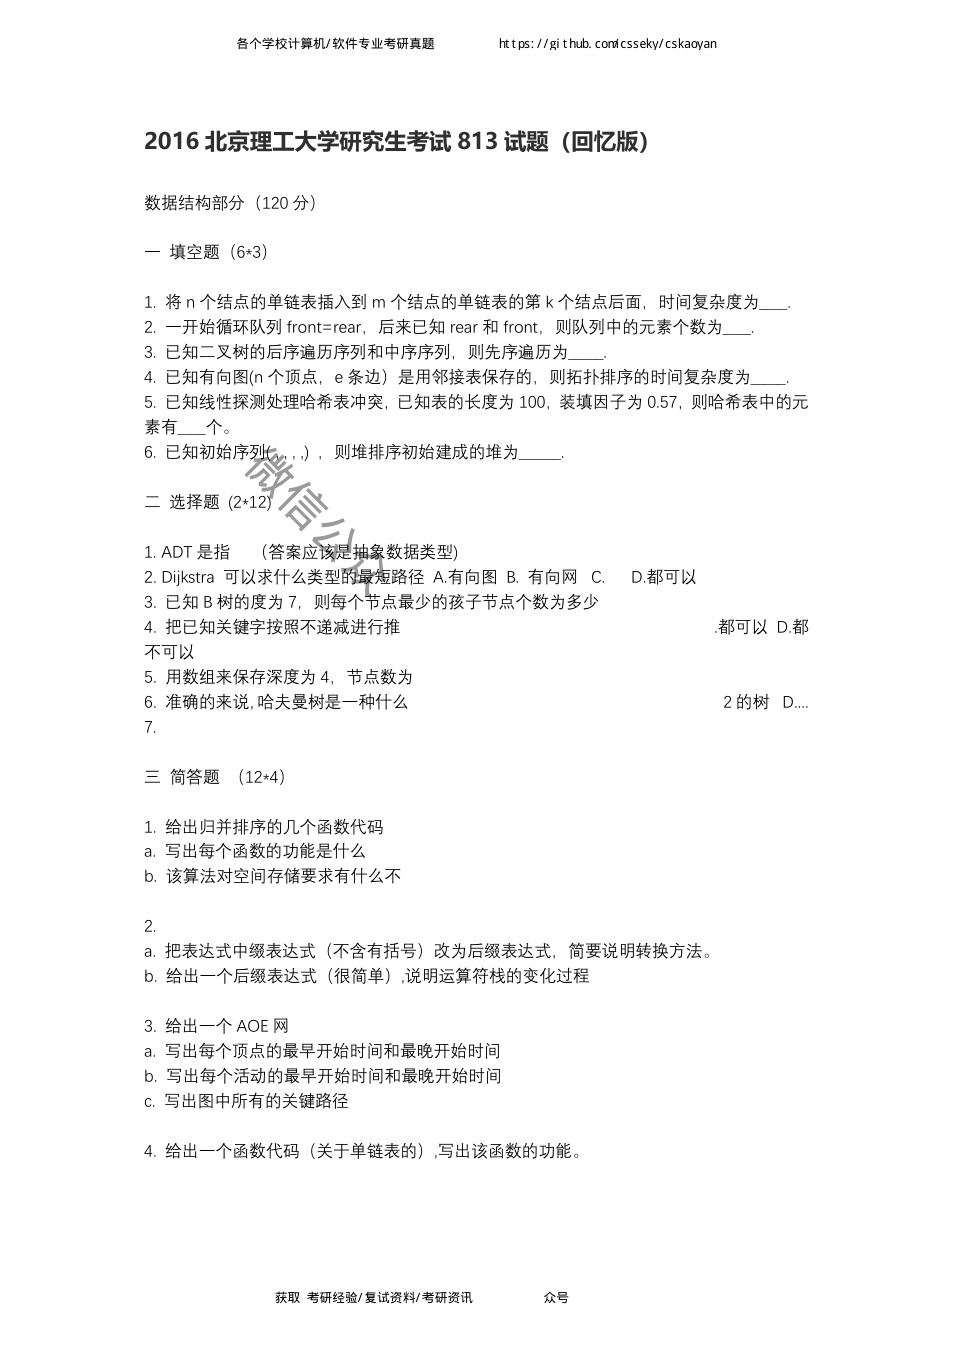 各个学校计算机/软件专业考研真题 https://github.com/csseky/cskaoyan
2016 北京理工大学研究生考试 813 试题（回忆版）
数据结构部分（120 分）
一 填空题（6*3）
1. 将 n 个结点的单链表插入到 m 个结点的单链表的第 k 个结点后面，时间复杂度为____.
2. 一开始循环队列 front=rear，后来已知 rear 和 front，则队列中的元素个数为____.
3. 已知二叉树的后序遍历序列和中序序列，则先序遍历为_____.
4. 已知有向图(n 个顶点，e 条边）是用邻接表保存的，则拓扑排序的时间复杂度为_____.
5. 已知线性探测处理哈希表冲突，已知表的长度为 100，装填因子为 0.57，则哈希表中的元
素有____个。
6. 已知初始序列( , , , ,) ，则堆排序初始建成的堆为______.
二 选择题 (2*12)
1. ADT 是指 （答案应该是抽象数据类型)
2. Dijkstra 可以求什么类型的最短路径 A.有向图 B. 有向网 C. D.都可以
3. 已知 B 树的度为 7，则每个节点最少的孩子节点个数为多少
4. 把已知关键字按照不递减进行推 .都可以 D.都
不可以
5. 用数组来保存深度为 4，节点数为
6. 准确的来说,哈夫曼树是一种什么 2 的树 D....
7.
三 简答题 （12*4）
1. 给出归并排序的几个函数代码
a. 写出每个函数的功能是什么
b. 该算法对空间存储要求有什么不
2.
a. 把表达式中缀表达式（不含有括号）改为后缀表达式，简要说明转换方法。
b. 给出一个后缀表达式（很简单）,说明运算符栈的变化过程
3. 给出一个 AOE 网
a. 写出每个顶点的最早开始时间和最晚开始时间
b. 写出每个活动的最早开始时间和最晚开始时间
c. 写出图中所有的关键路径
4. 给出一个函数代码（关于单链表的）,写出该函数的功能。
微信公众
获取 考研经验/复试资料/考研资讯 众号